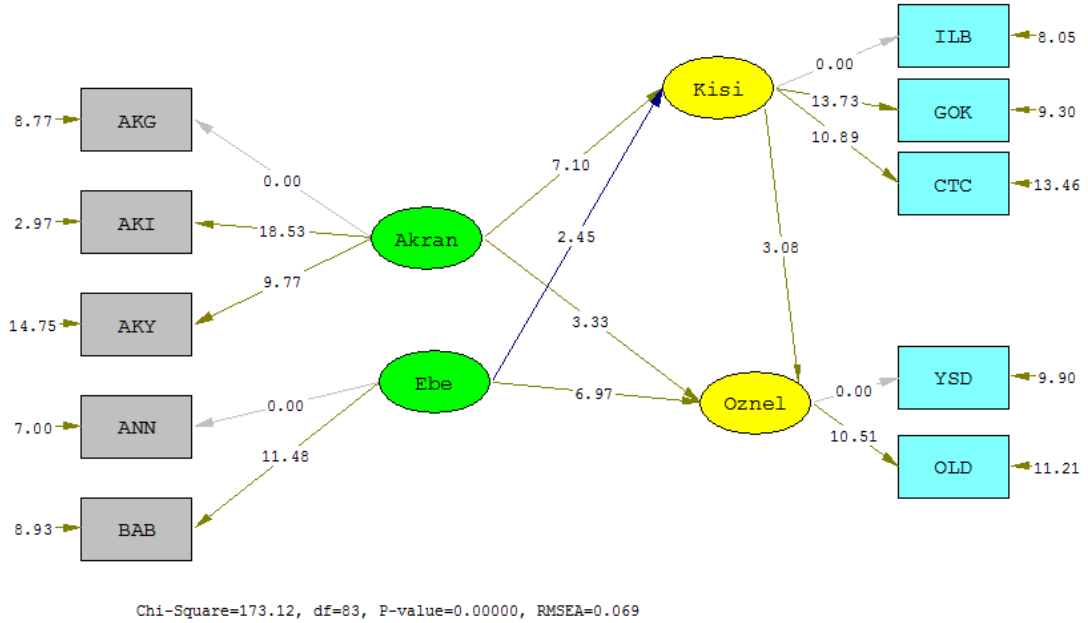 ILB
8.05
0.00
Kisi
13.73
GOK
9.30
10.89
CTC
13.46
8.77
AKG
0.00
7.10
2.97
AKI
18.53
Akran
2.45
3.08
9.77
14.75
AKY
3.33
Ebe
6.97
Oznel
0.00
YSD
9.90
7.00
ANN
0.00
10.51
11.48
OLD
11.21
8.93
BAB
Chi-Square=173.12, df=83, P-value=0.00000, RMSEA=0.069